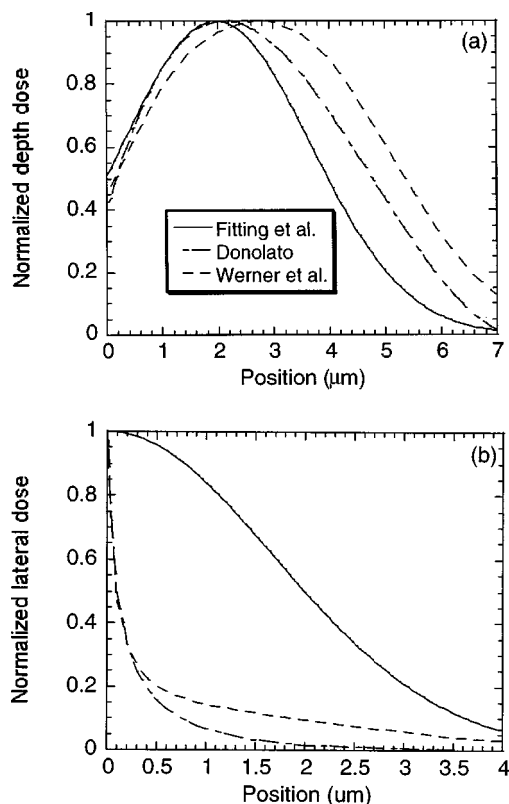 (a)
Normalized depth dose
1
0.8
0.6
0.4
0.2
0
Fitting et al.
Donolato
Werner et al.
0 1 2 3 4 5 6 7
Position (μm)
(b)
Normalized lateral dose
1
0.8
0.6
0.4
0.2
0
0 0.5 1 1.5 2 2.5 3 3.5 4
Position (um)